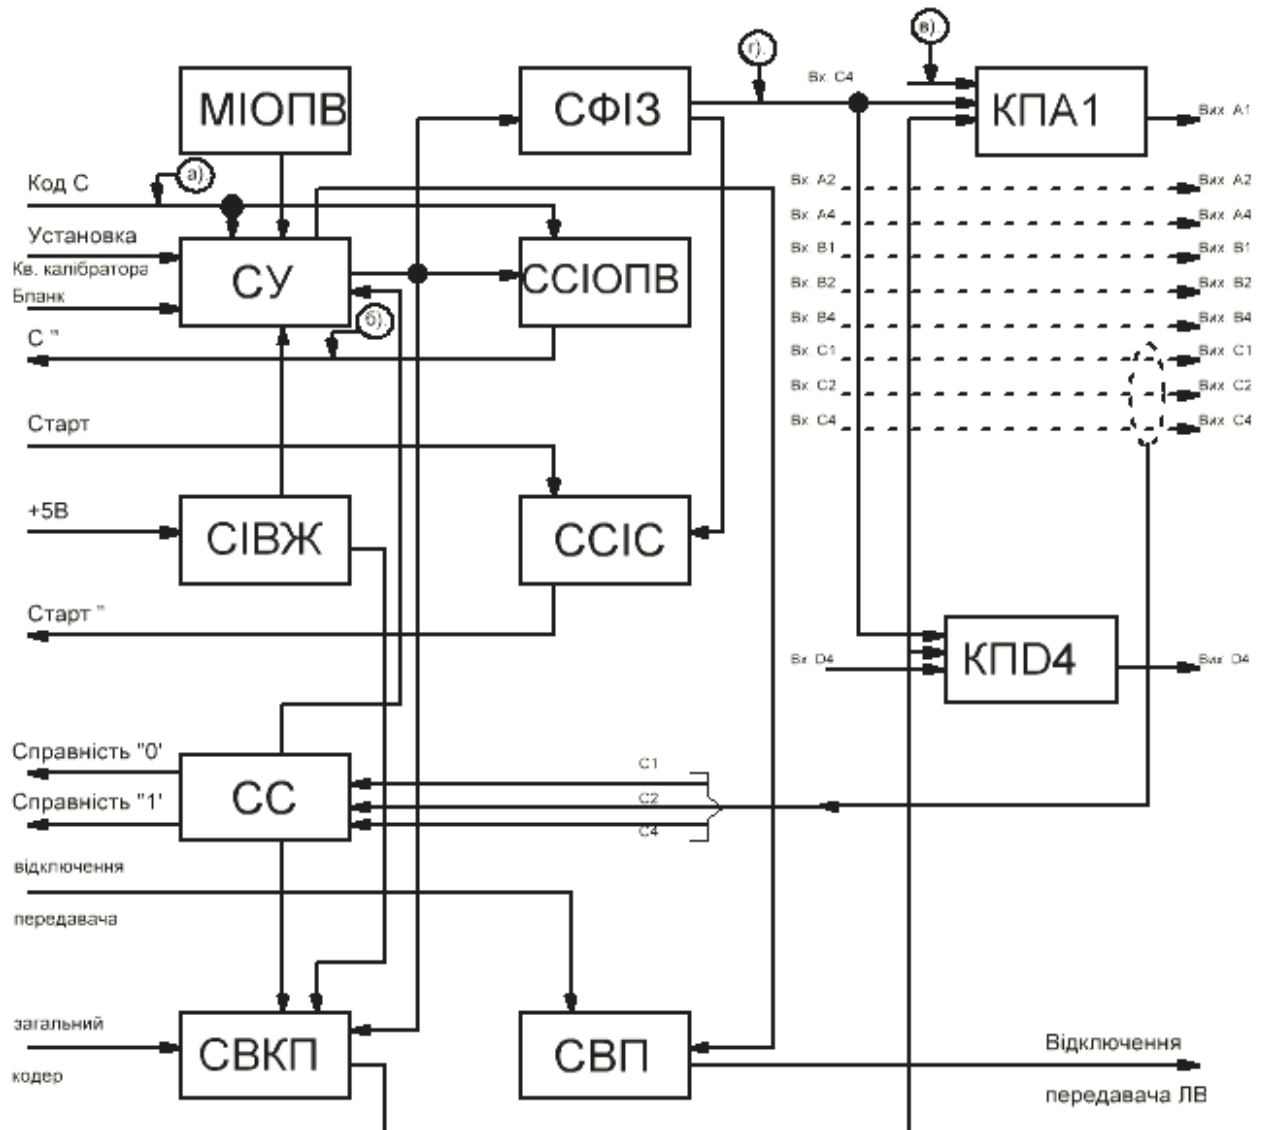 в).
г).
МІОПВ
СФІЗ
Вх. С4
КПА1
Вих. А1
а).
Код С
Вх. А2
Вих. А2
Вх. А4
Вих. А4
Установка
Вх. В1
Вих. В1
Кв. калібратора
СУ
ССІОПВ
Вх. В2
Вих. В2
Бланк
б).
Вх. В4
Вих. В4
С "
Вх. С1
Вих. С1
Вх. С2
Вих. С2
Старт
Вх. С4
Вих. С4
+5В
СІВЖ
ССІС
Старт "
Вх. D4
КПD4
Вих. D4
Справність "0'
С1
СС
С2
Справність "1'
С4
відключення
передавача
загальний
СВКП
СВП
Відключення
кодер
передавача ЛВ